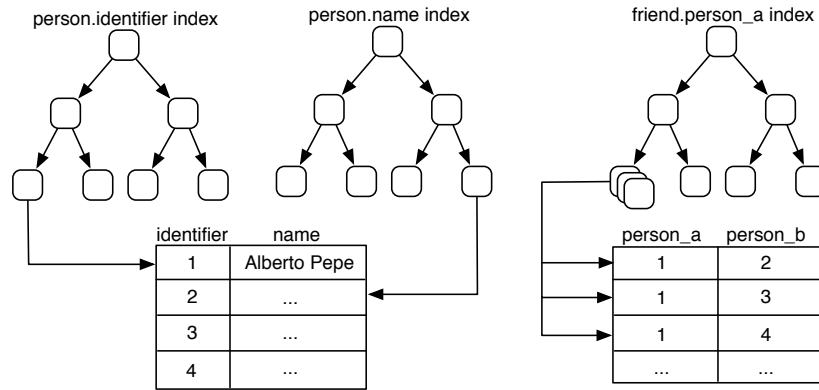 person.identifier index
person.name index
friend.person_a index
identifier name
1 Alberto Pepe
2 ...
3 ...
4 ...
person_a person_b
1 2
1 3
1 4
... ...